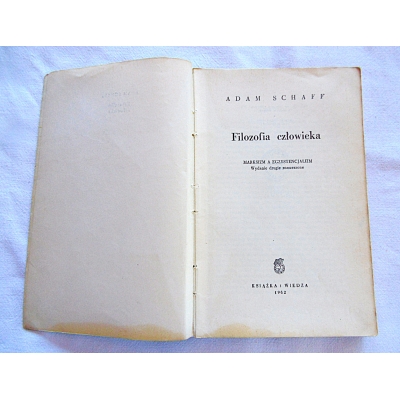 ADAM SCHAFF
Filozofia człowieka
MARKSIZM A EGZYSTENCJALIZM
Wydanie drugie rozszerzone
KSIĄŻKA I WIEDZA
1962